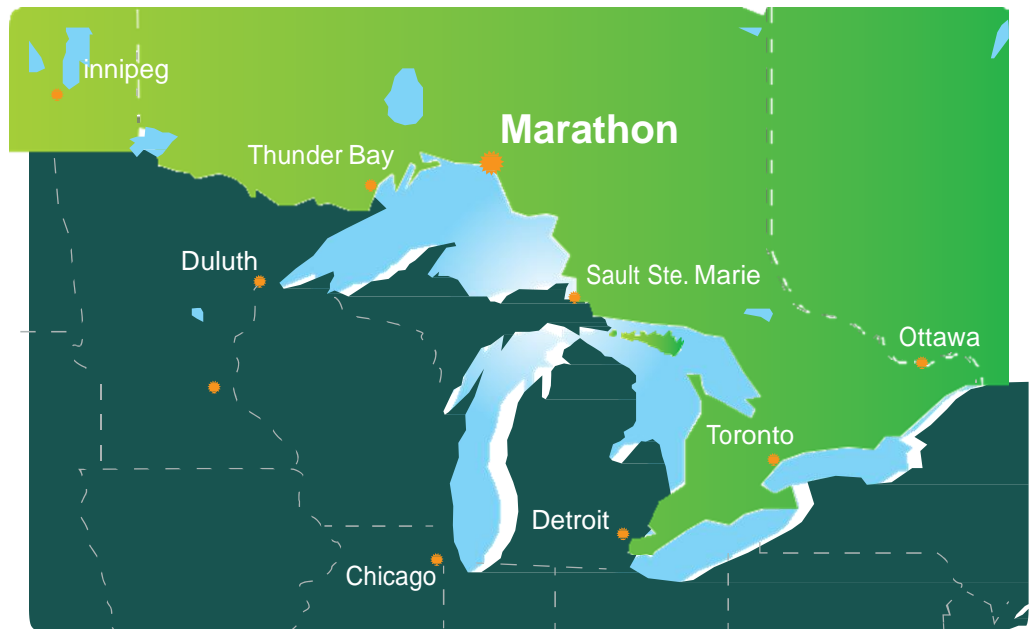 innipeg
Marathon
Thunder Bay
Duluth
Sault Ste. Marie
Ottawa
Toronto
Detroit
Chicago